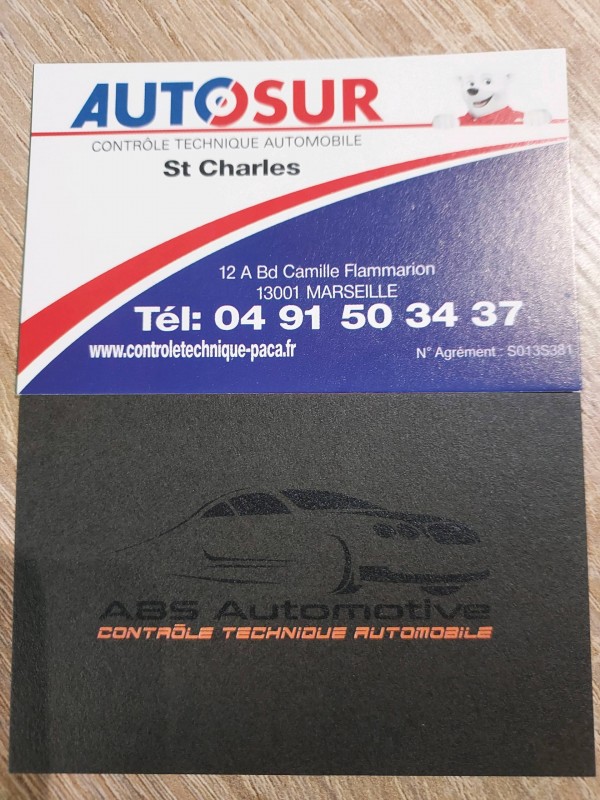 AUTOSUR
CONTRÔLE TECHNIQUE AUTOMOBILE
St Charles
12 A Bd Camille Flammarion
13001 MARSEILLE
Tél: 04 91 50 34 37
www.controletechnique-paca.fr
N° Agrément : S013S381
ABS Automotive
CONTRÔLE TECHNIQUE AUTOMOBILE